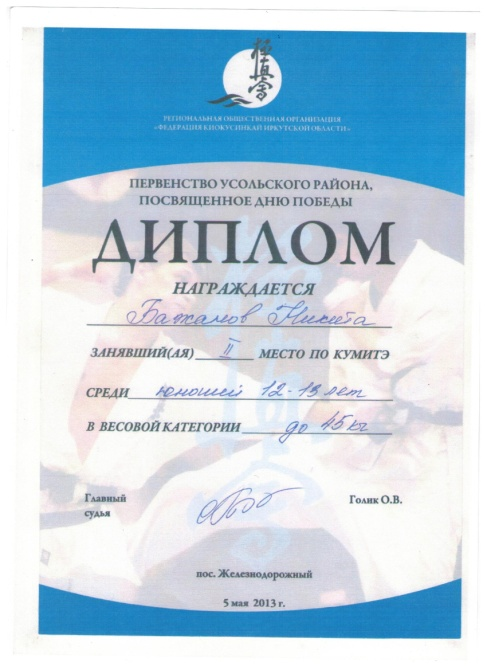 極真會
РЕГИОНАЛЬНАЯ ОБЩЕСТВЕННАЯ ОРГАНИЗАЦИЯ
«ФЕДЕРАЦИЯ КИОКУСИНКАЙ ИРКУТСКОЙ ОБЛАСТИ»
ПЕРВЕНСТВО УСОЛЬСКОГО РАЙОНА,
ПОСВЯЩЕННОЕ ДНЮ ПОБЕДЫ
ДИПЛОМ
НАГРАЖДАЕТСЯ
Бажанов Никита
ЗАНЯВШИЙ(АЯ) II МЕСТО ПО КУМИТЭ
СРЕДИ юношей 12-13 лет
В ВЕСОВОЙ КАТЕГОРИИ до 45 кг
Главный
судья
Голик О.В.
пос. Железнодорожный
5 мая 2013 г.